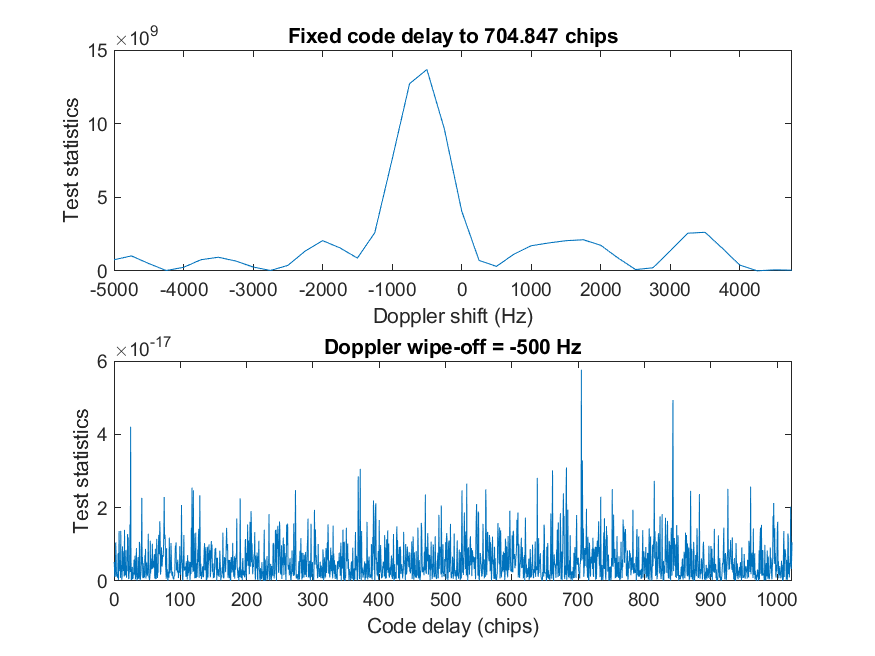 ×10⁹
Fixed code delay to 704.847 chips
15
10
5
0
Test statistics
-5000 -4000 -3000 -2000 -1000 0 1000 2000 3000 4000
Doppler shift (Hz)
×10⁻¹⁷
Doppler wipe-off = -500 Hz
6
4
2
0
Test statistics
0 100 200 300 400 500 600 700 800 900 1000
Code delay (chips)